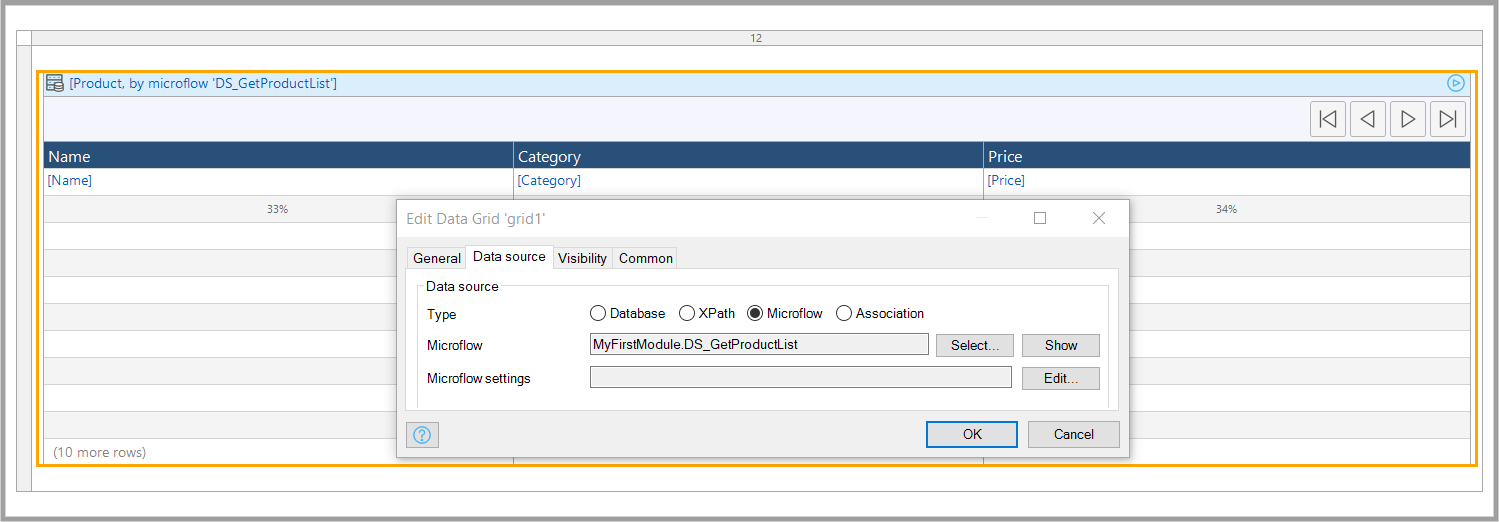 12
[Product, by microflow 'DS_GetProductList']
Name Category Price
[Name] [Category] [Price]
33% 34%
Edit Data Grid 'grid1'
General Data source Visibility Common
Data source
Type Database XPath Microflow Association
Microflow MyFirstModule.DS_GetProductList Select... Show
Microflow settings Edit...
? OK Cancel
(10 more rows)